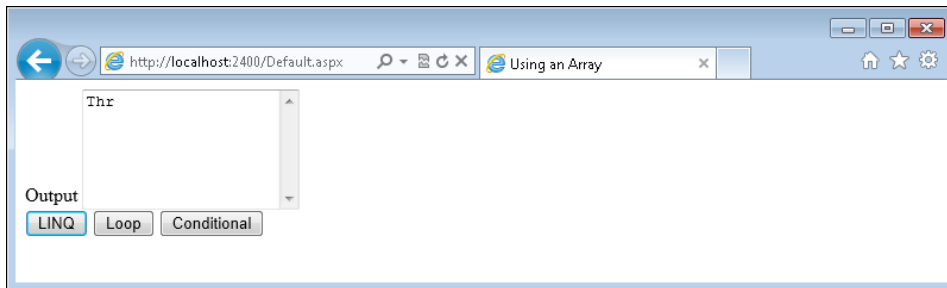 http://localhost:2400/Default.aspx
Using an Array
Thr
Output
LINQ Loop Conditional